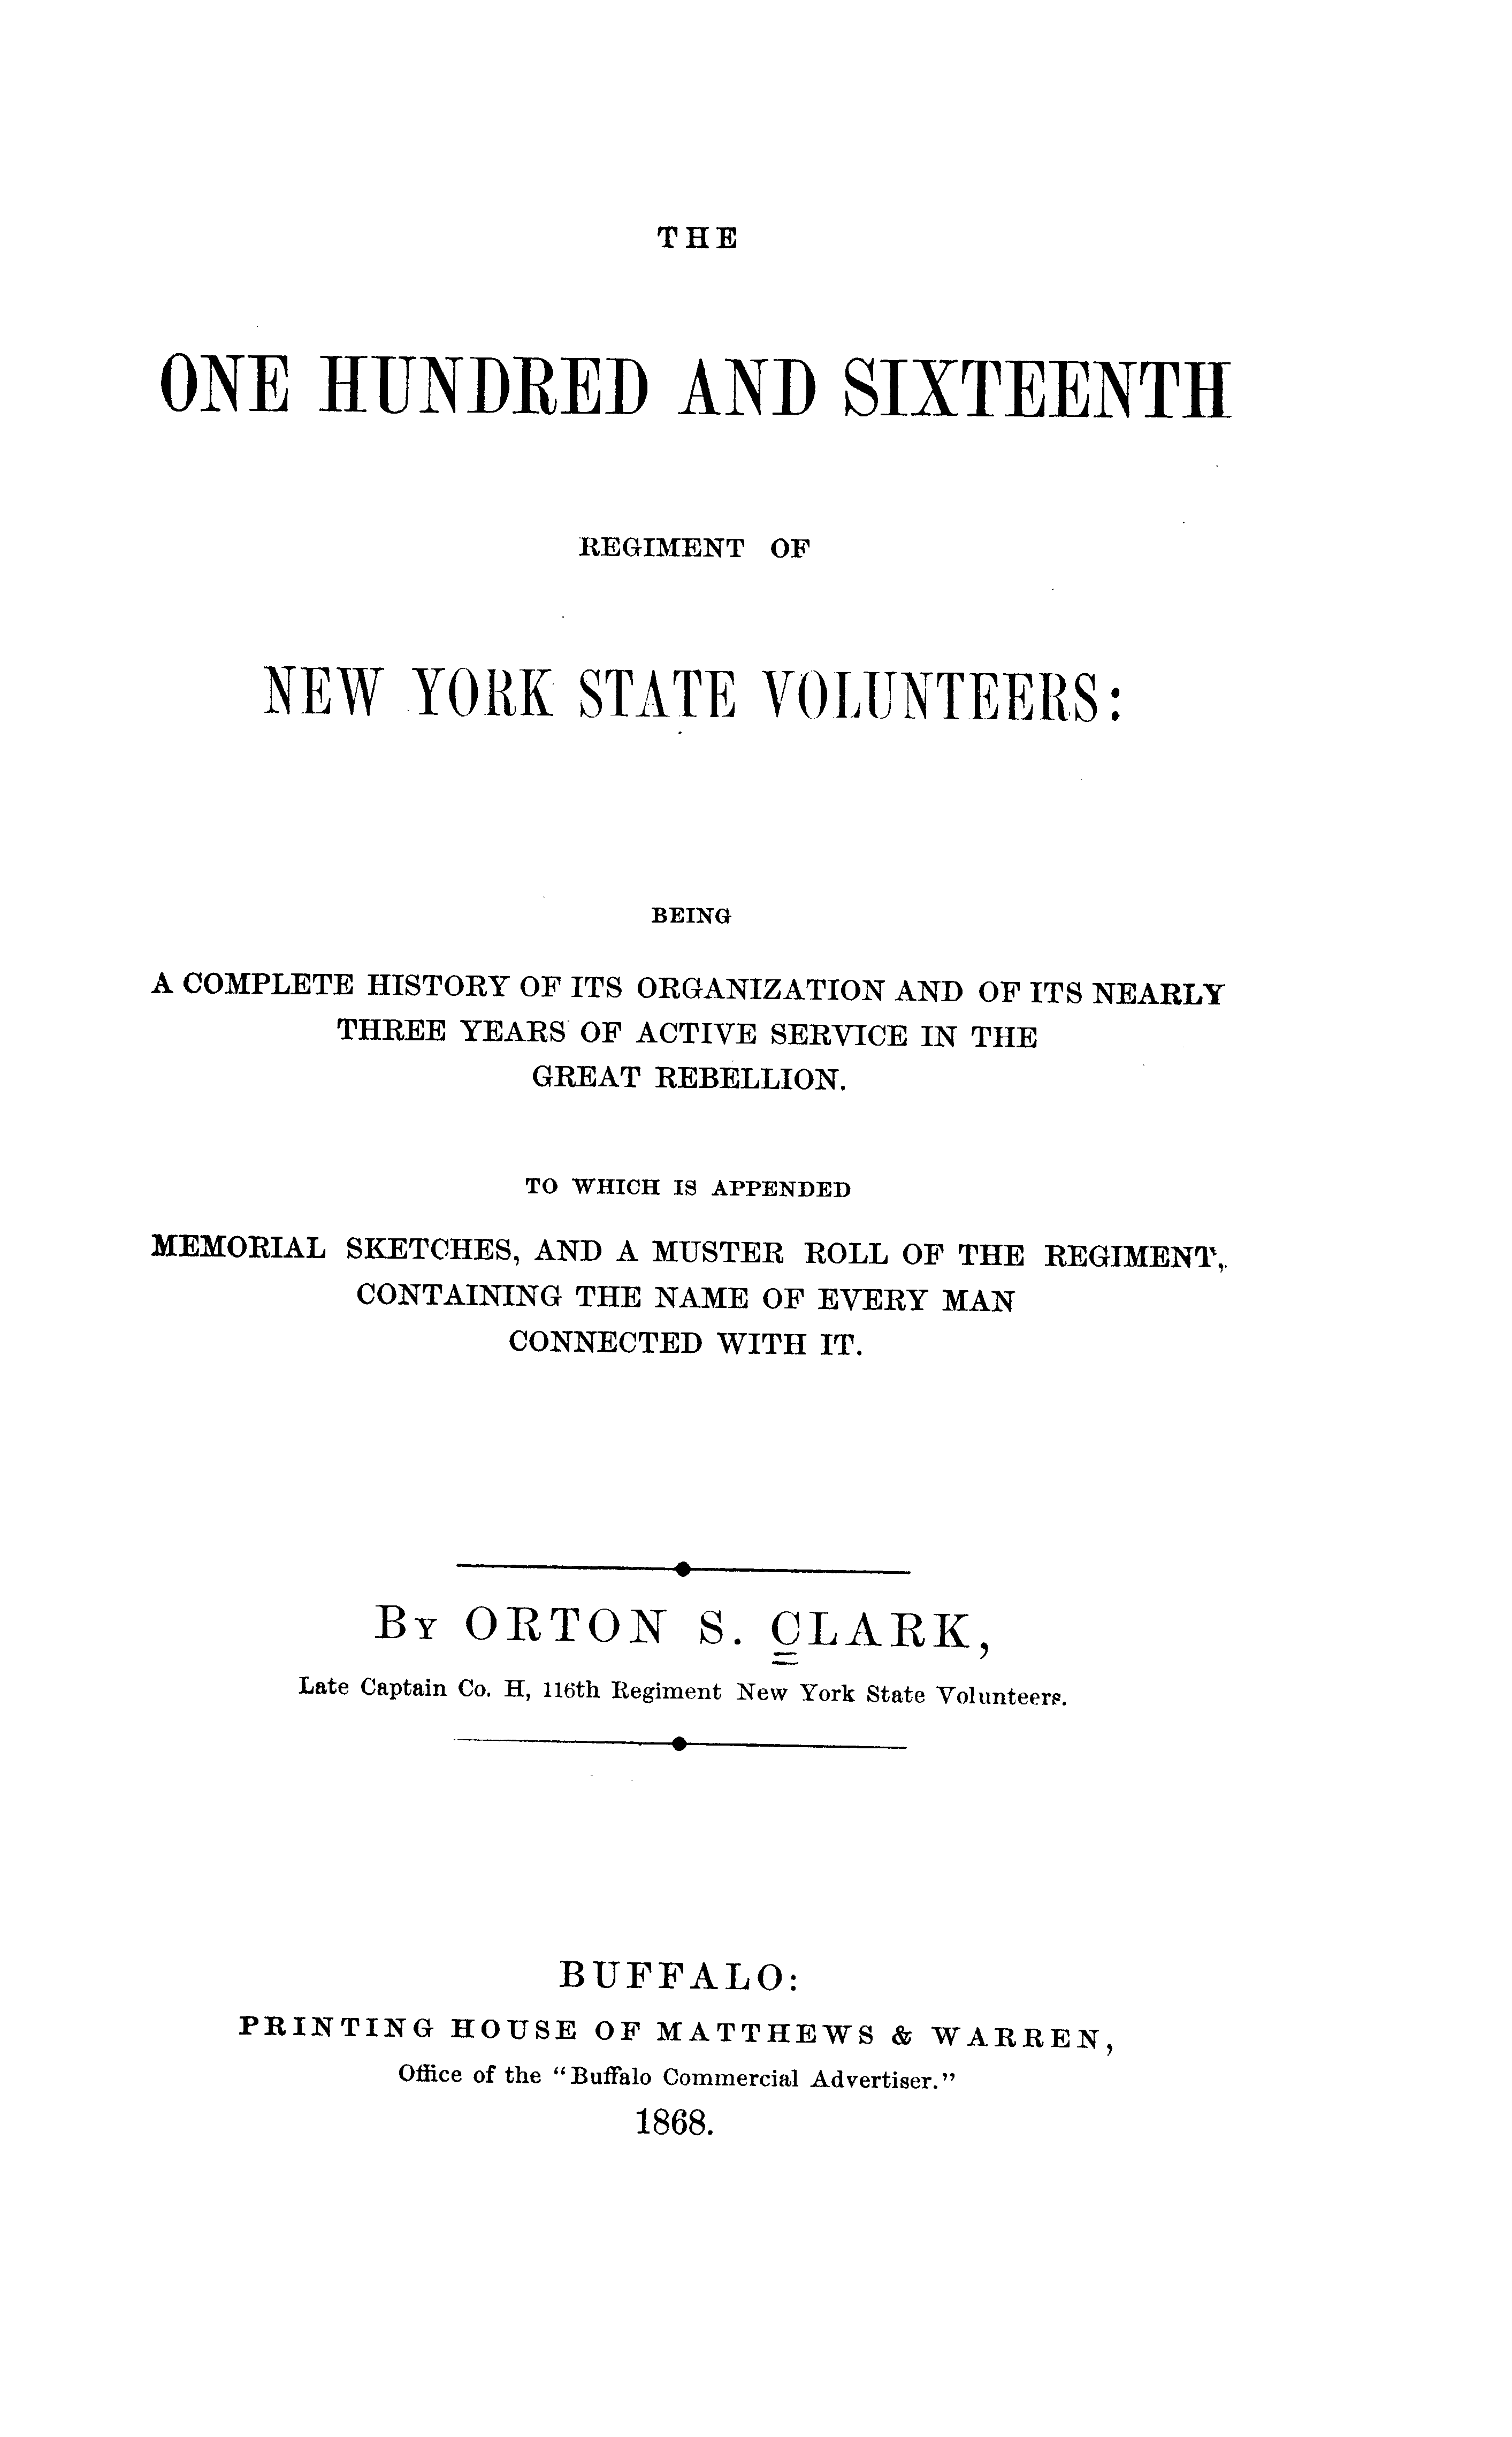 THE
ONE HUNDRED AND SIXTEENTH
REGIMENT OF
NEW YORK STATE VOLUNTEERS:
BEING
A COMPLETE HISTORY OF ITS ORGANIZATION AND OF ITS NEARLY
THREE YEARS OF ACTIVE SERVICE IN THE
GREAT REBELLION.
TO WHICH IS APPENDED
MEMORIAL SKETCHES, AND A MUSTER ROLL OF THE REGIMENT,
CONTAINING THE NAME OF EVERY MAN
CONNECTED WITH IT.
BY ORTON S. CLARK,
Late Captain Co. H, 116th Regiment New York State Volunteers.
BUFFALO:
PRINTING HOUSE OF MATTHEWS & WARREN,
Office of the "Buffalo Commercial Advertiser."
1868.